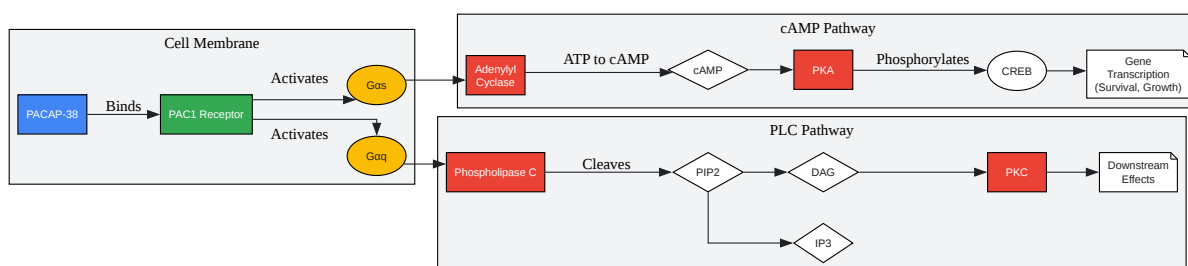 Cell Membrane
PACAP-38
Binds
PAC1 Receptor
Activates
Gαs
Activates
Gαq
cAMP Pathway
Adenylyl
Cyclase
ATP to cAMP
cAMP
PKA
Phosphorylates
CREB
Gene
Transcription
(Survival, Growth)
PLC Pathway
Phospholipase C
Cleaves
PIP2
DAG
PKC
Downstream
Effects
IP3